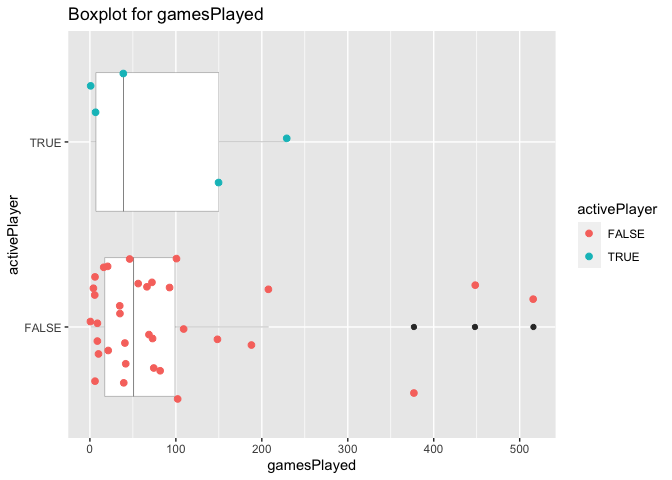 Boxplot for gamesPlayed
activePlayer
TRUE
FALSE
0 100 200 300 400 500
gamesPlayed
activePlayer
FALSE
TRUE